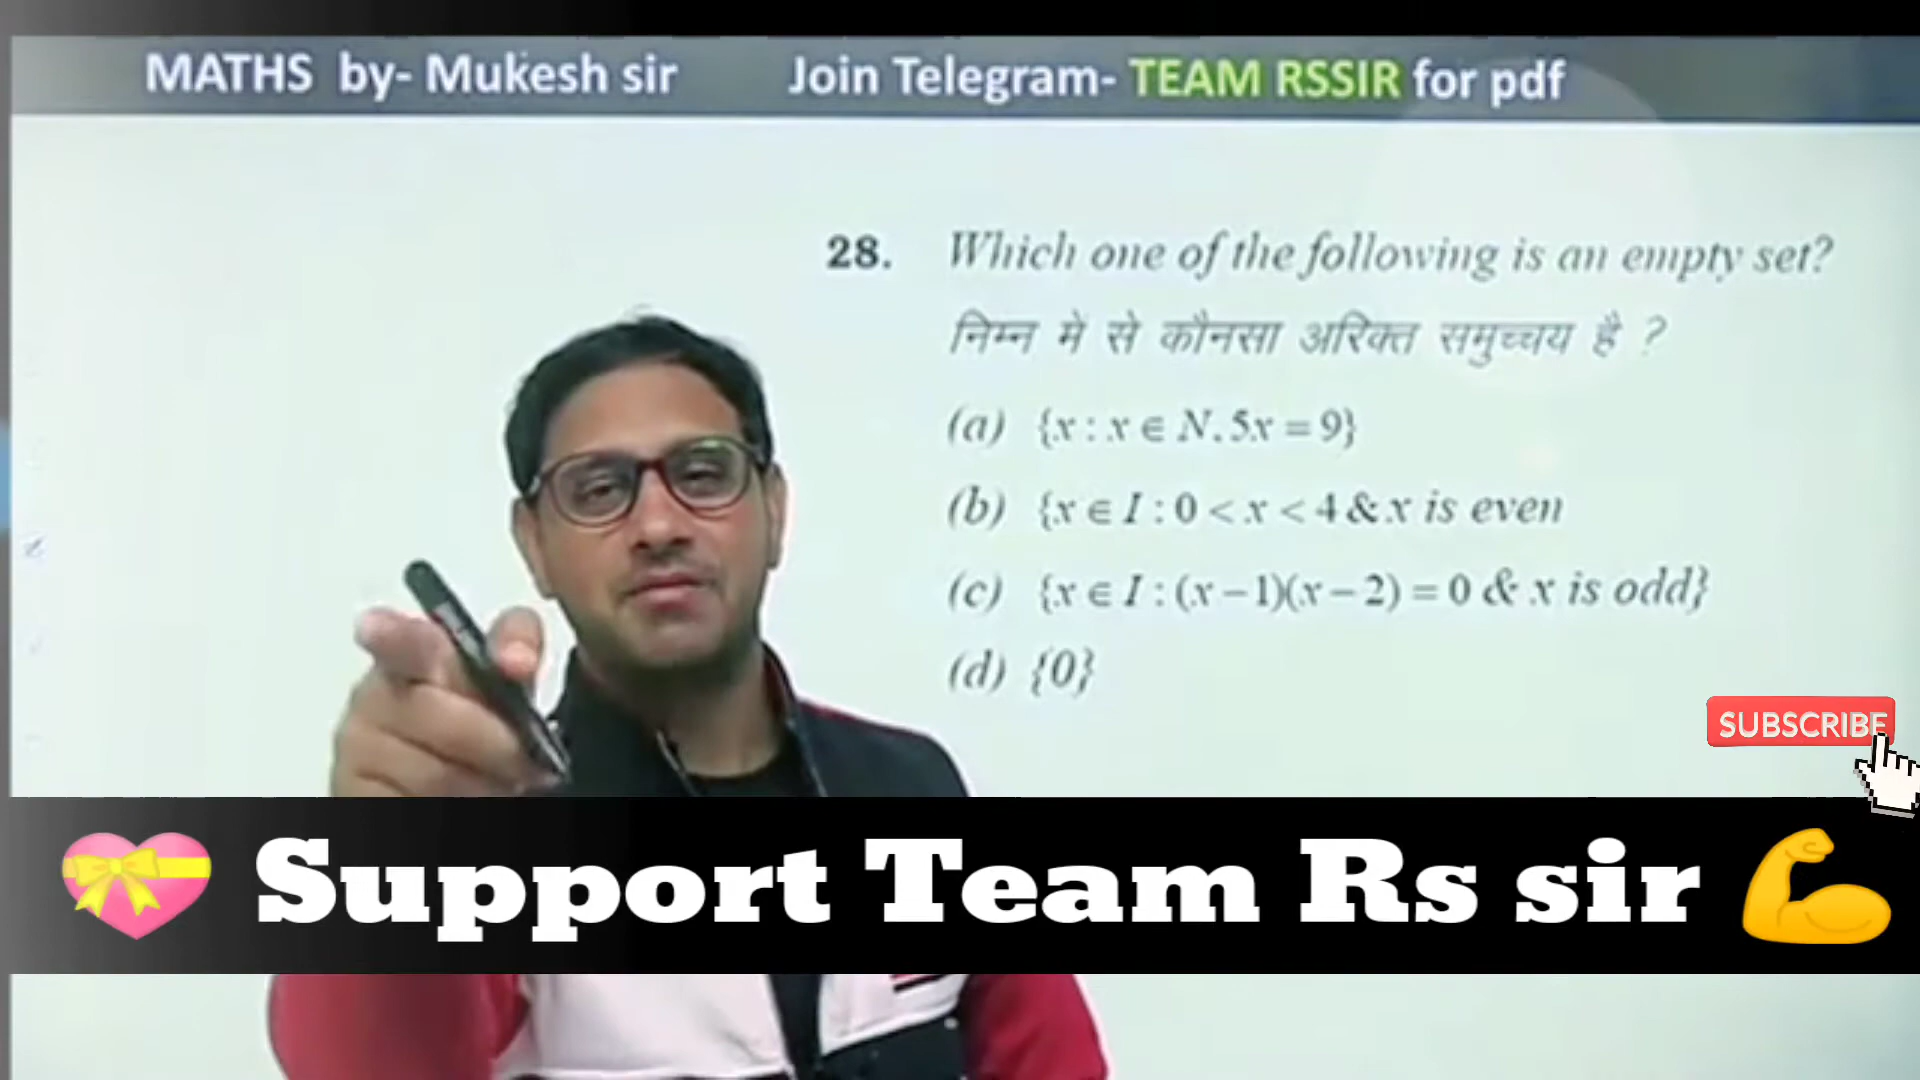 MATHS by- Mukesh sir Join Telegram- TEAM RSSIR for pdf
28. Which one of the following is an empty set?
निम्न में से कौनसा अरिक्त समुच्चय है ?
(a) {x : x ∈ N, 5x = 9}
(b) {x ∈ I : 0 < x < 4 & x is even
(c) {x ∈ I : (x – 1)(x – 2) = 0 & x is odd}
(d) {0}
SUBSCRIBE
💝 Support Team Rs sir 💪